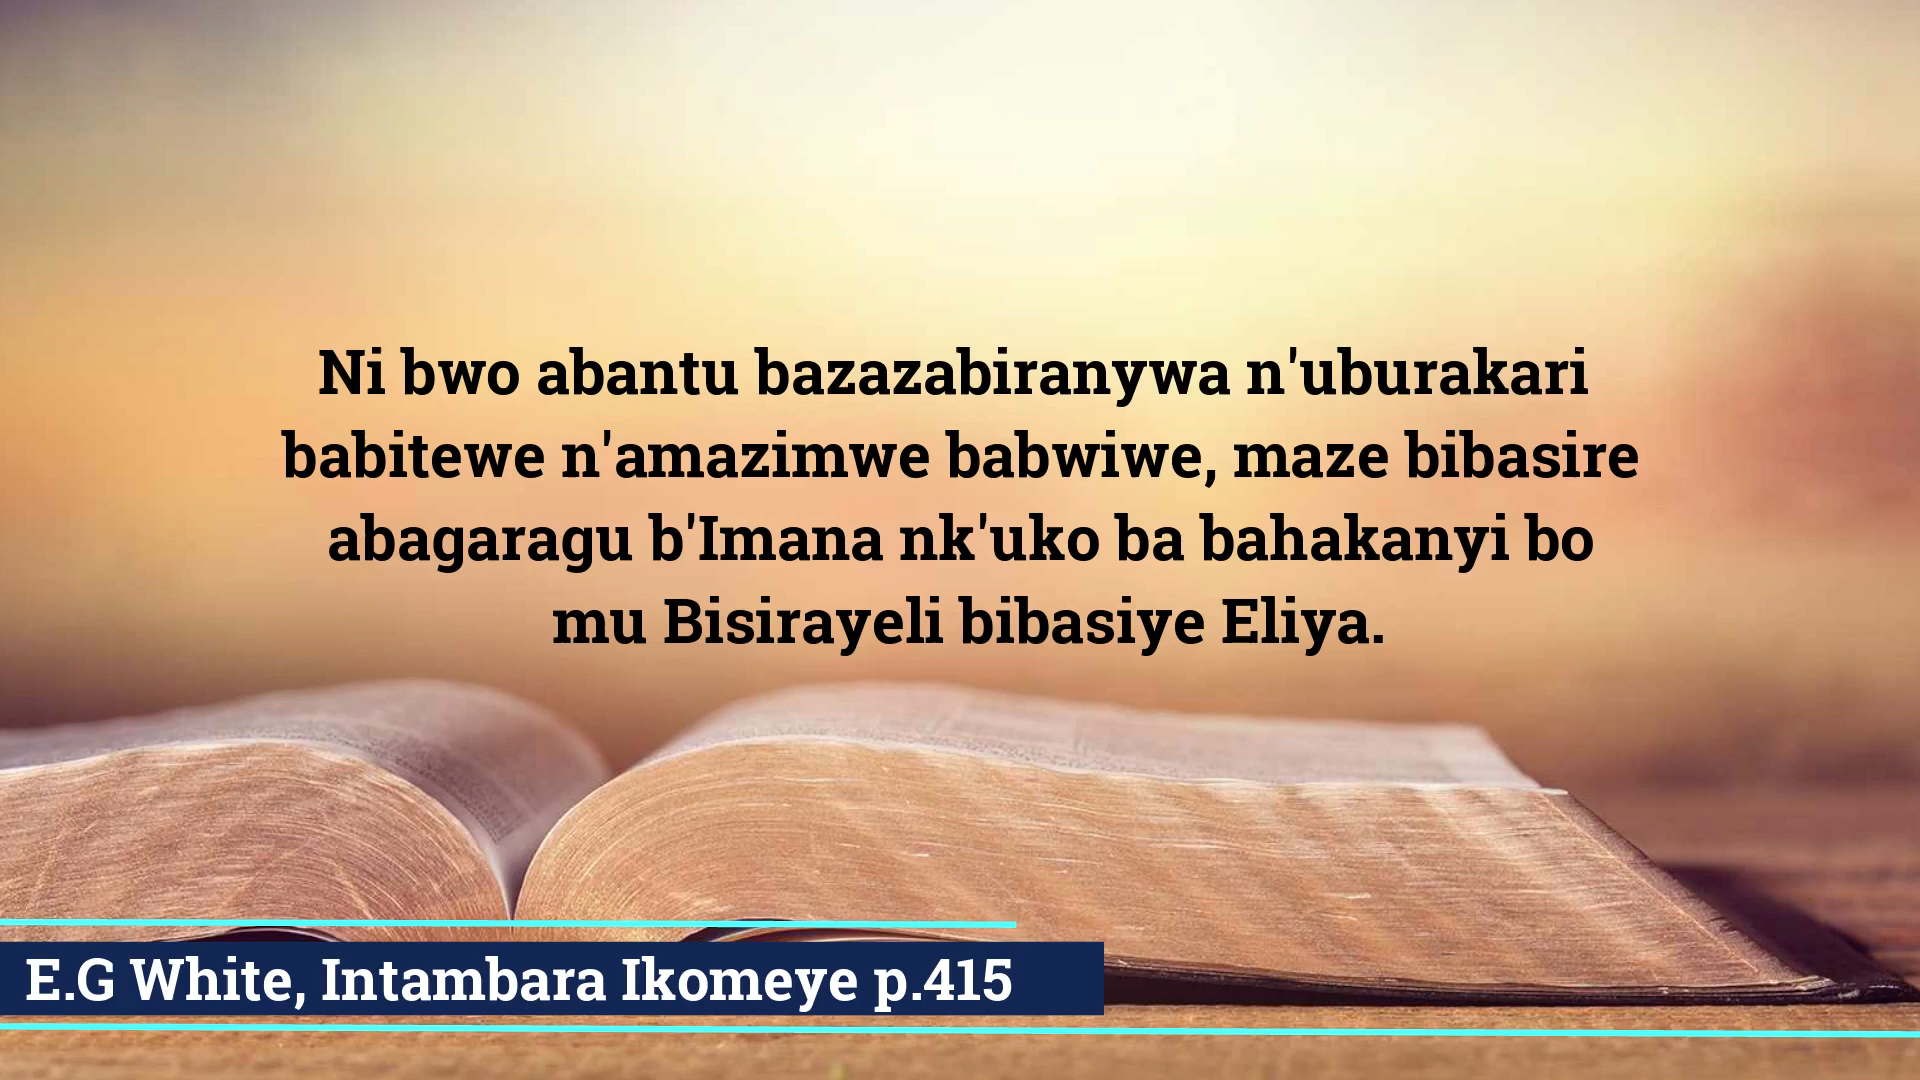 Ni bwo abantu bazazabiranywa n'uburakari
babitewe n'amazimwe babwiwe, maze bibasire
abagaragu b'Imana nk'uko ba bahakanyi bo
mu Bisirayeli bibasiye Eliya.
E.G White, Intambara Ikomeye p.415